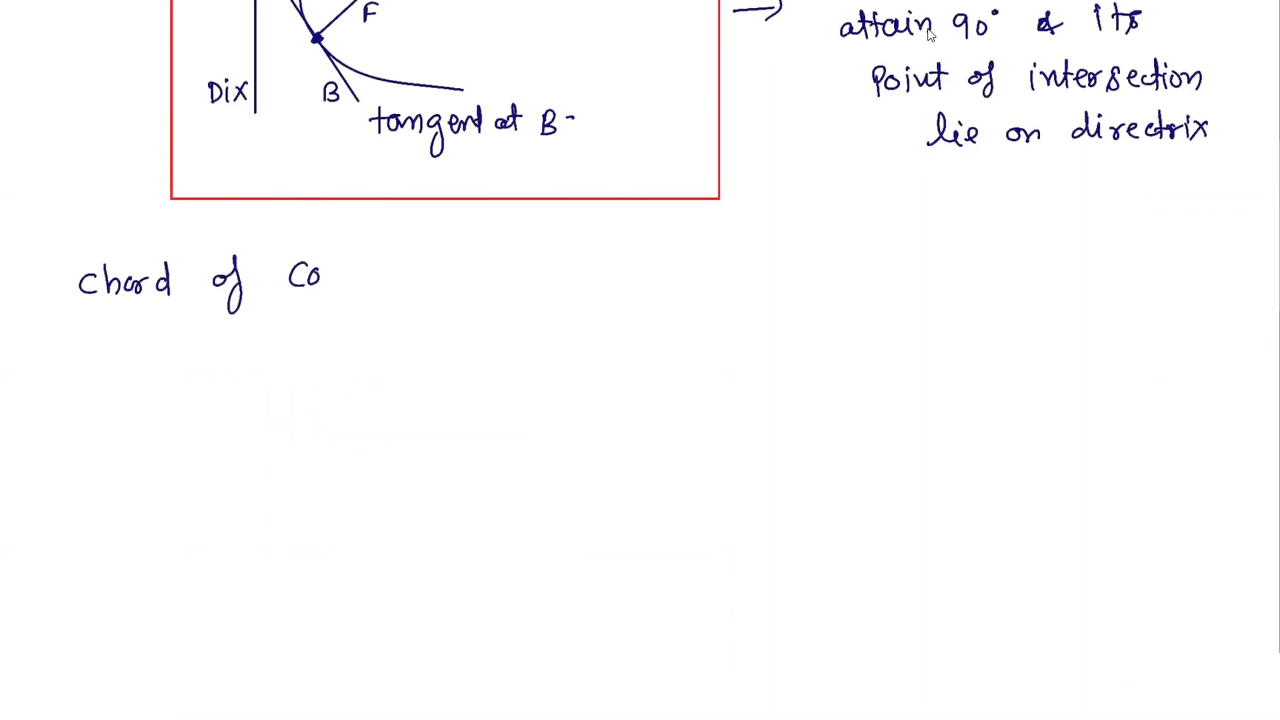 F
DiX
B
tangent at B -
attain 90° & its
Point of intersection
lie on directrix
chord of Co